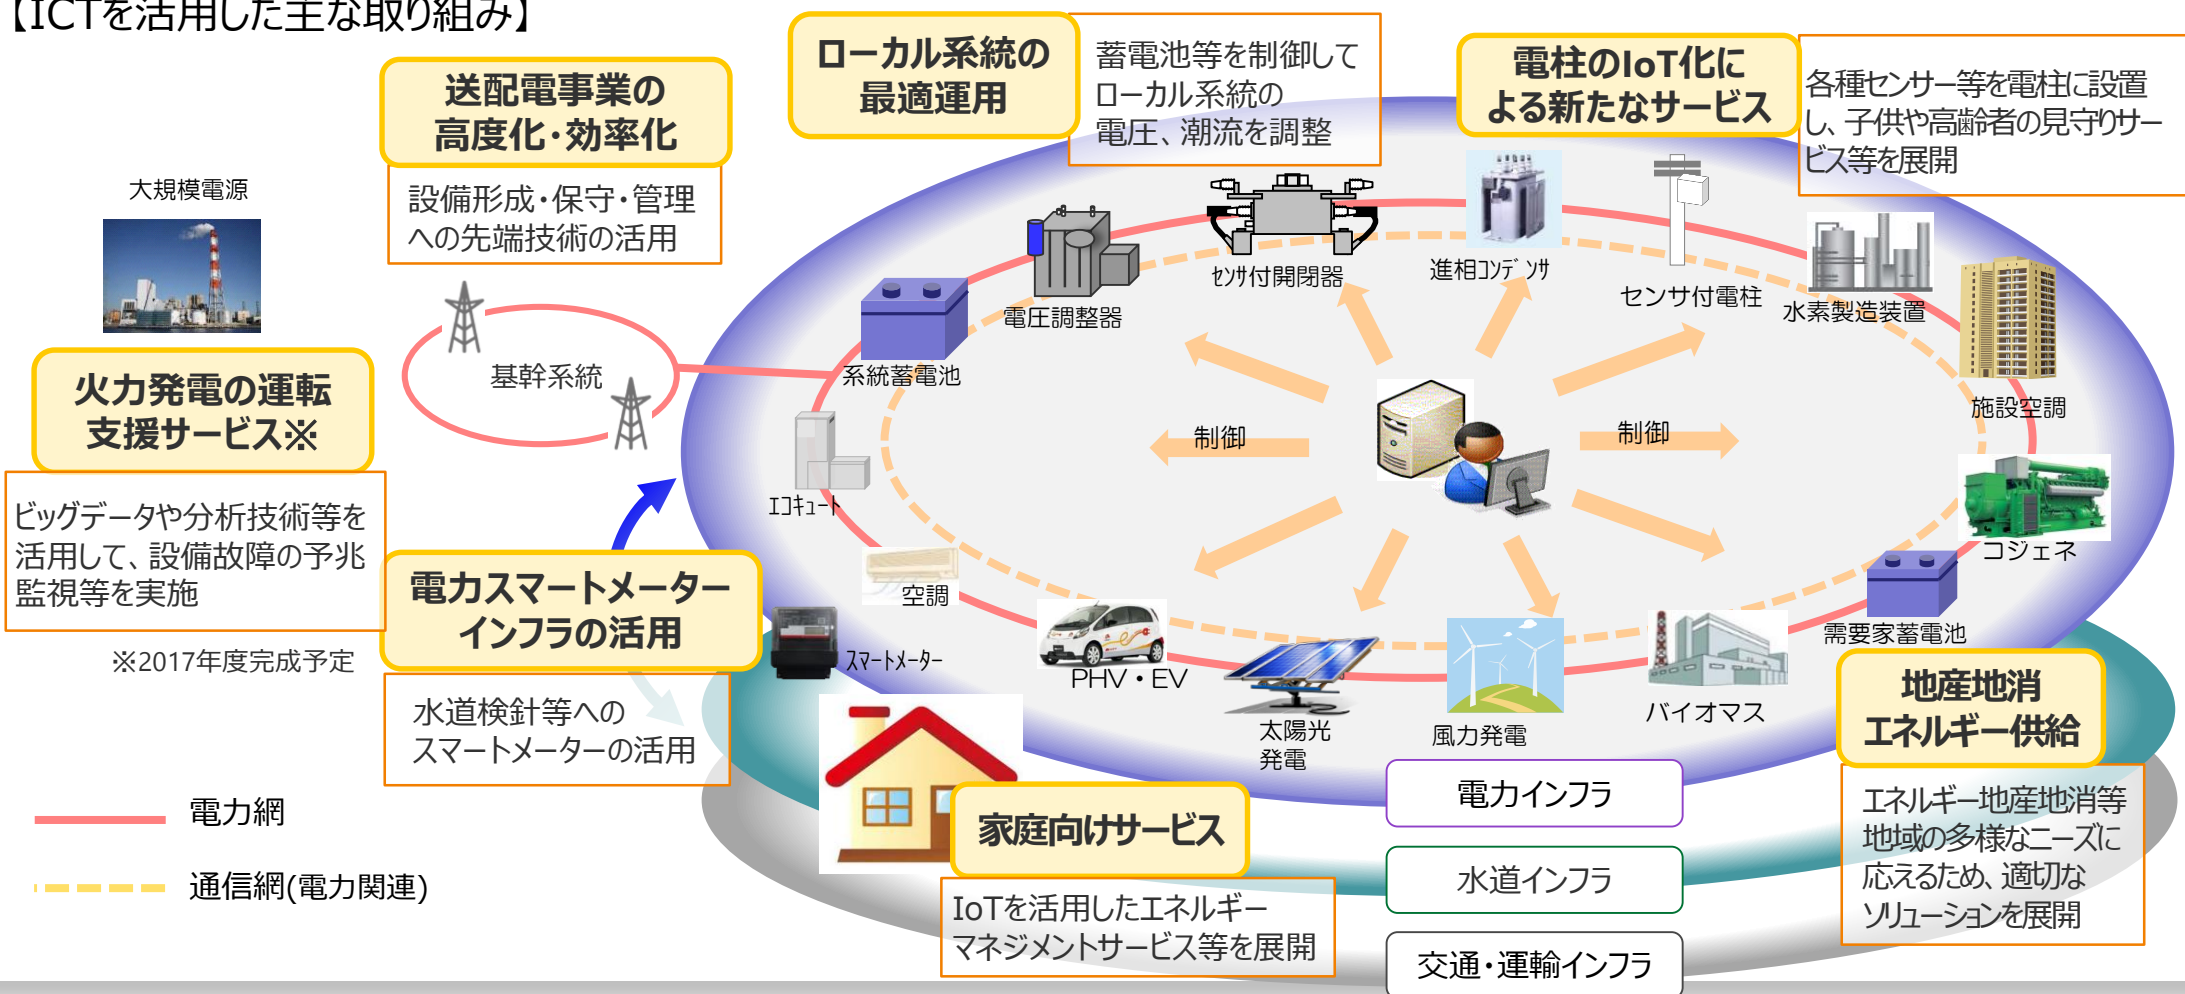 【ICTを活用した主な取り組み】
送配電事業の
高度化・効率化
設備形成・保守・管理
への先端技術の活用
ローカル系統の
最適運用
蓄電池等を制御して
ローカル系統の
電圧、潮流を調整
電柱のIoT化に
よる新たなサービス
各種センサー等を電柱に設置
し、子供や高齢者の見守りサー
ビス等を展開
大規模電源
火力発電の運転
支援サービス※
ビッグデータや分析技術等を
活用して、設備故障の予兆
監視等を実施
※2017年度完成予定
基幹系統
系統蓄電池
電圧調整器
ｾﾝｻ付開閉器
進相ｺﾝﾃﾞﾝｻ
センサ付電柱
水素製造装置
施設空調
コジェネ
需要家蓄電池
制御
制御
ｴｺｷｭｰﾄ
空調
ｽﾏｰﾄﾒｰﾀｰ
PHV・EV
太陽光
発電
風力発電
バイオマス
電力スマートメーター
インフラの活用
水道検針等への
スマートメーターの活用
家庭向けサービス
IoTを活用したエネルギー
マネジメントサービス等を展開
地産地消
エネルギー供給
エネルギー地産地消等
地域の多様なニーズに
応えるため、適切な
ソリューションを展開
電力インフラ
水道インフラ
交通・運輸インフラ
電力網
通信網(電力関連)